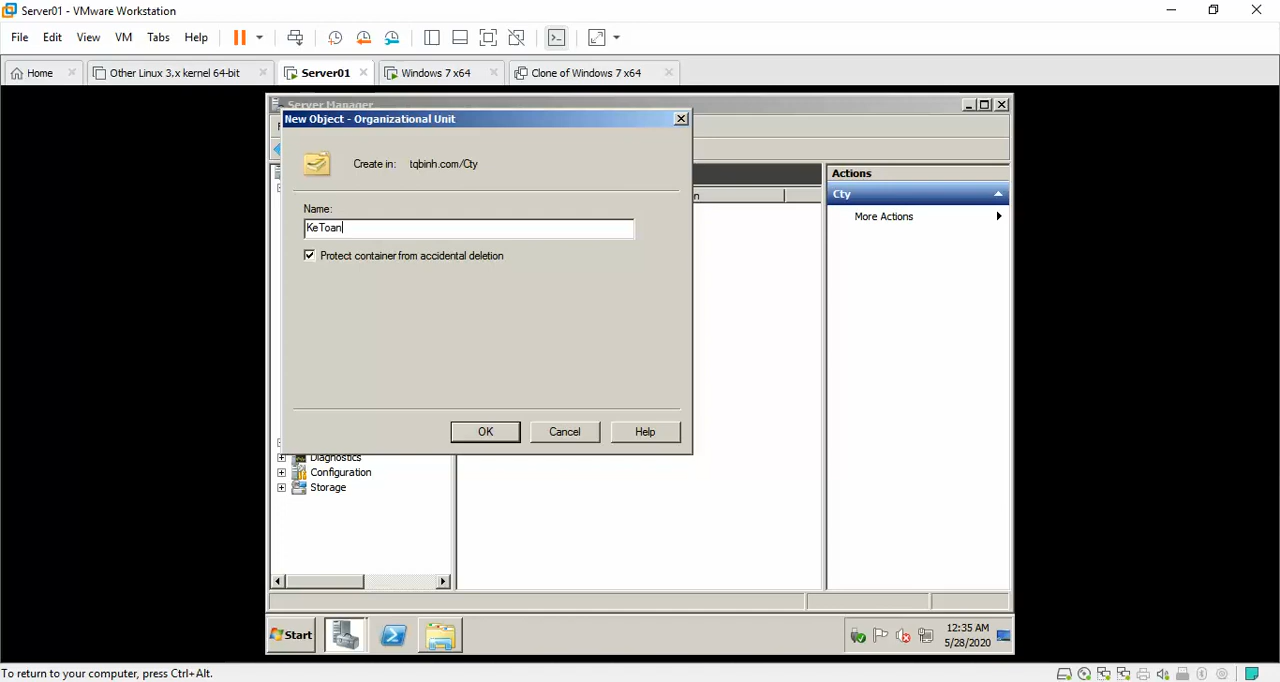 Server01 - VMware Workstation
File Edit View VM Tabs Help
Home Other Linux 3.x kernel 64-bit Server01 Windows 7 x64 Clone of Windows 7 x64
Server Manager
New Object - Organizational Unit
Create in: tqbinh.com/Cty
Name:
KeToan
Protect container from accidental deletion
OK Cancel Help
Actions
Cty
More Actions
Diagnostics
Configuration
Storage
Start
12:35 AM
5/28/2020
To return to your computer, press Ctrl+Alt.